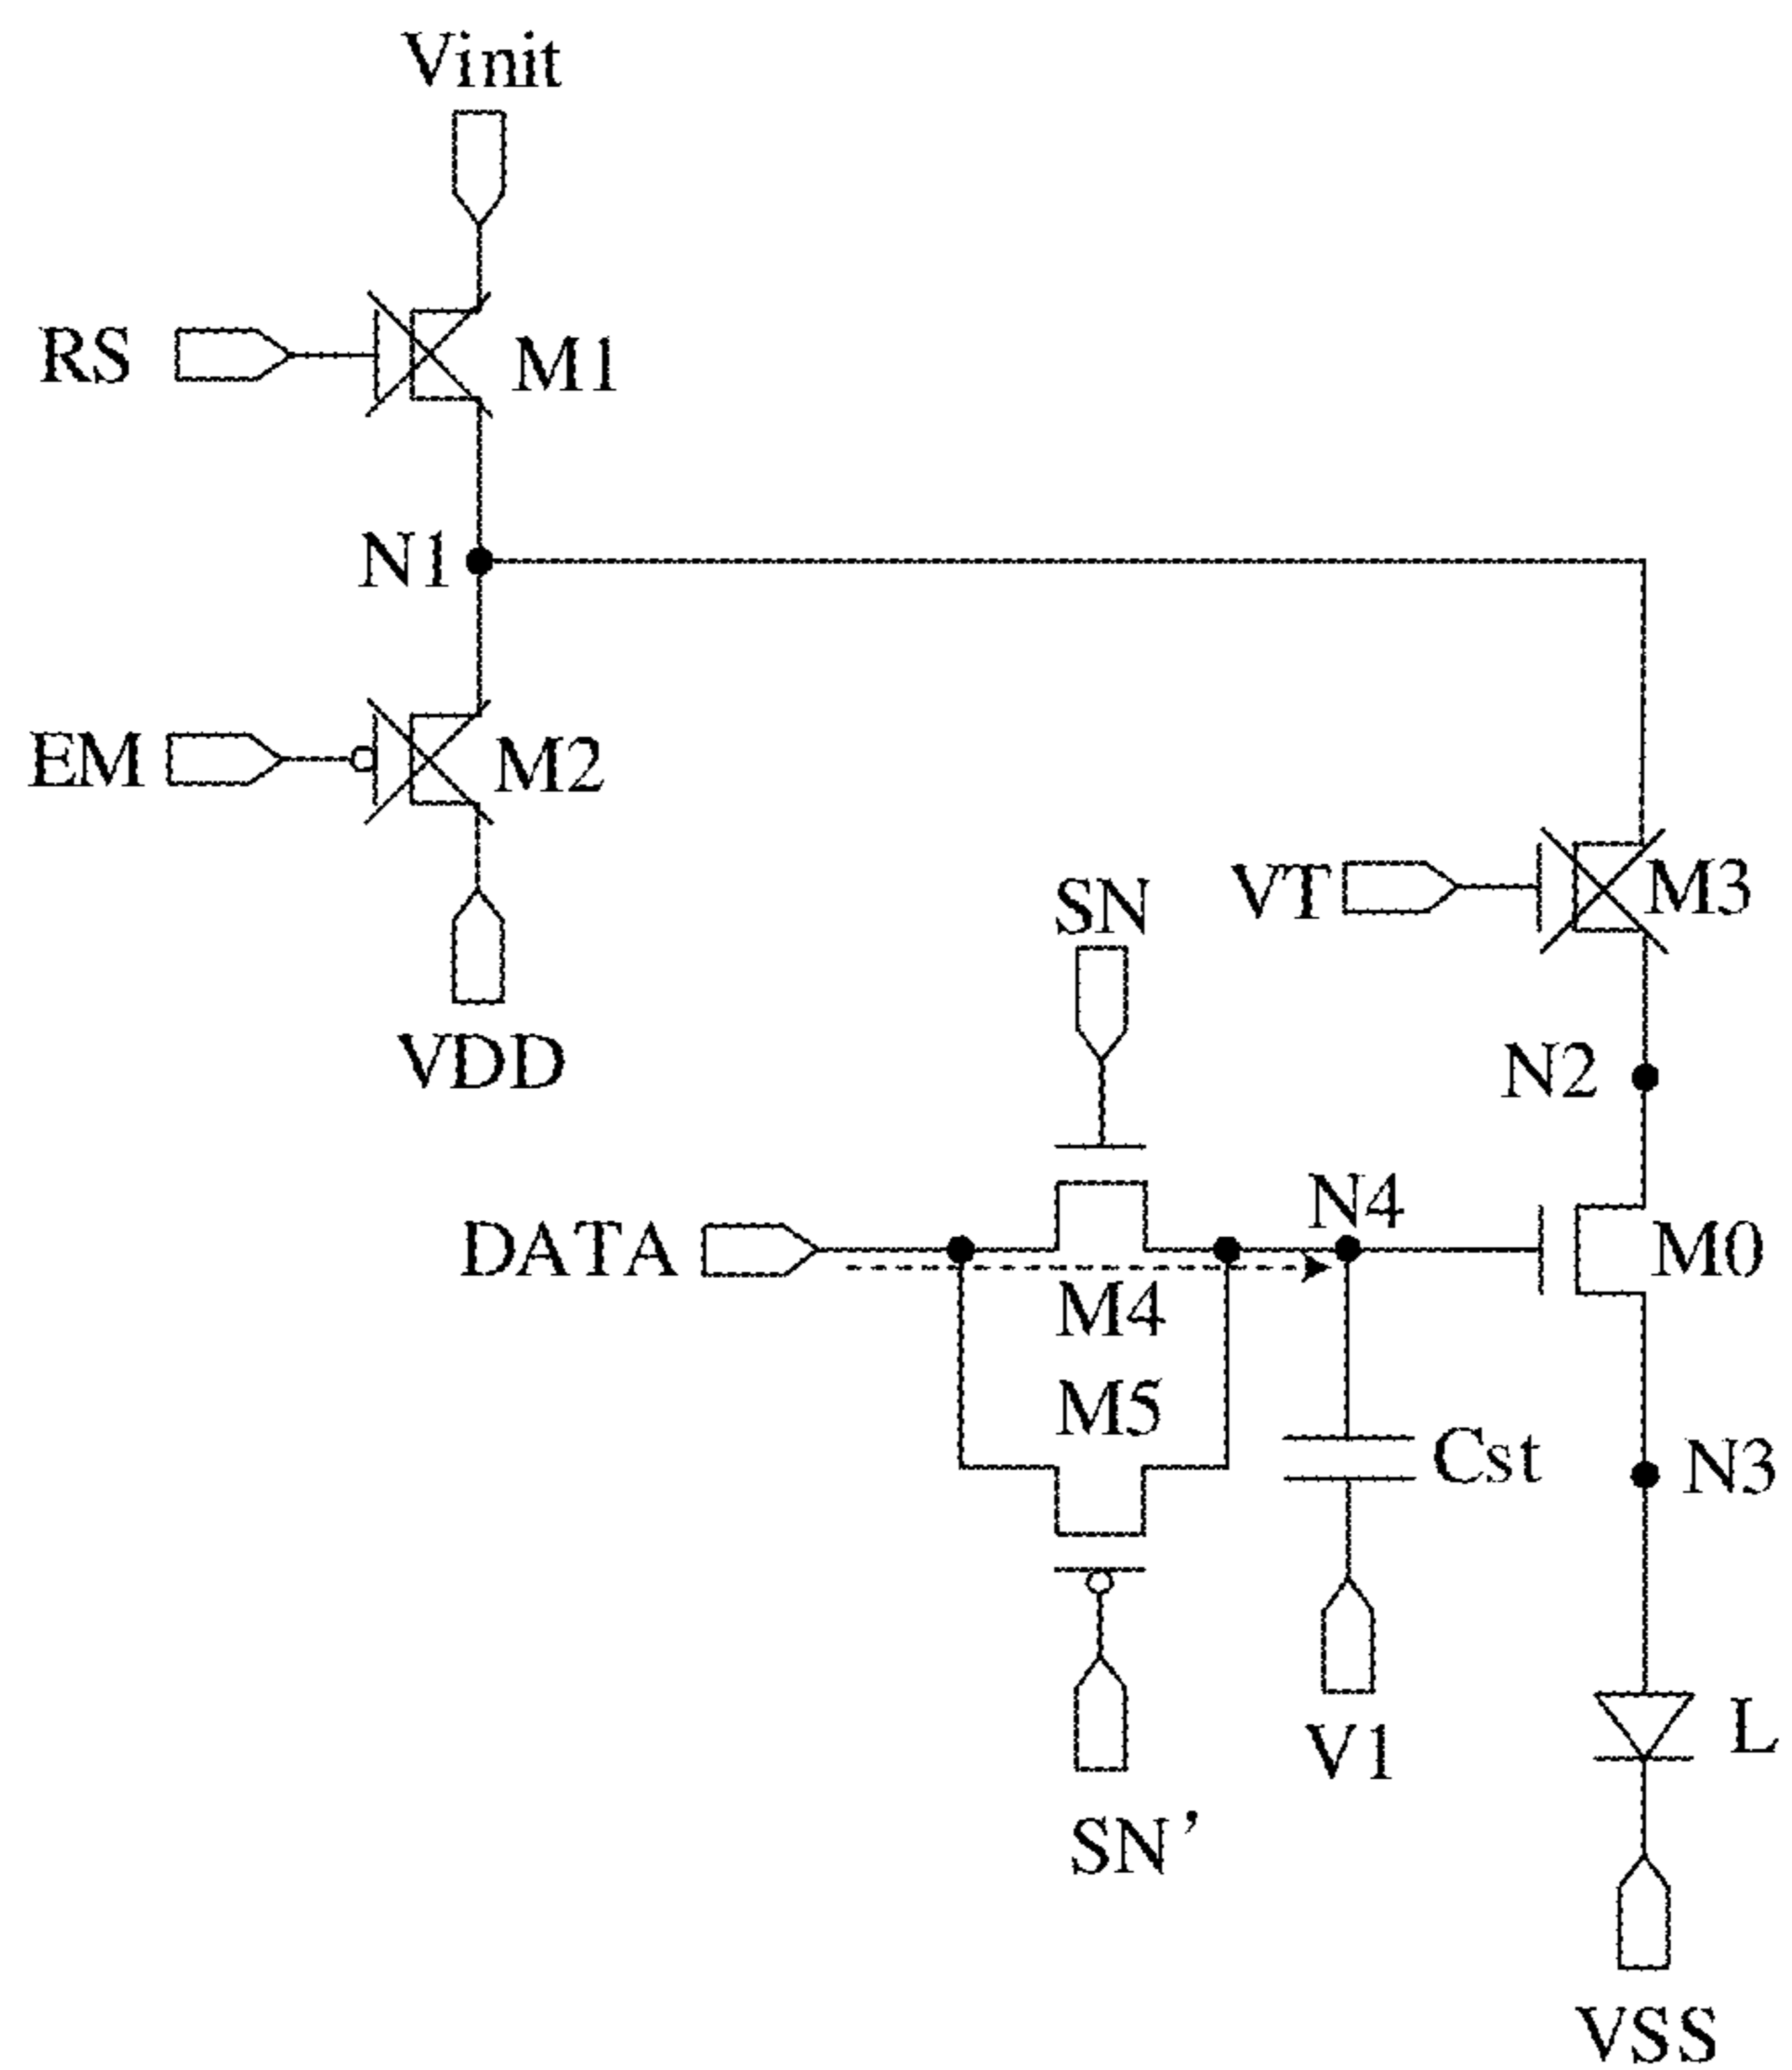 Vinit
RS
M1
N1
EM
M2
VDD
VT
M3
SN
N2
DATA
N4
M0
M4
M5
Cst
N3
V1
L
SN’
VSS